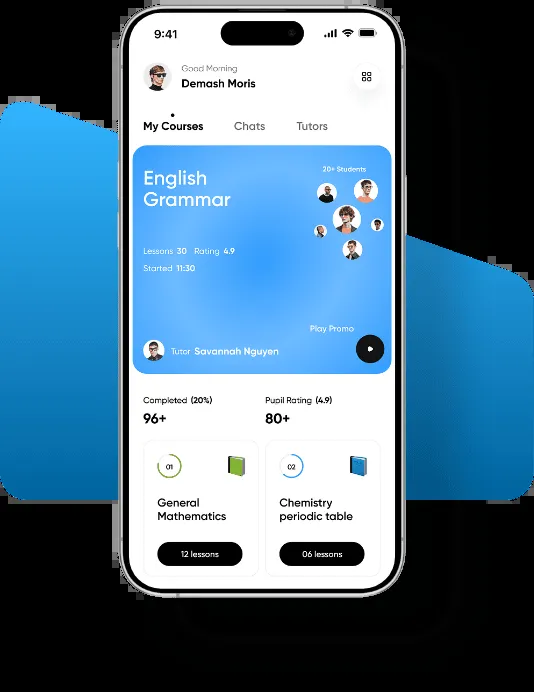 9:41
Good Morning
Demash Moris
My Courses Chats Tutors
English
Grammar
20+ Students
Lessons 30 Rating 4.9
Started 11:30
Play Promo
Tutor Savannah Nguyen
Completed (20%) Pupil Rating (4.9)
96+ 80+
01 02
General
Mathematics
Chemistry
periodic table
12 lessons 06 lessons